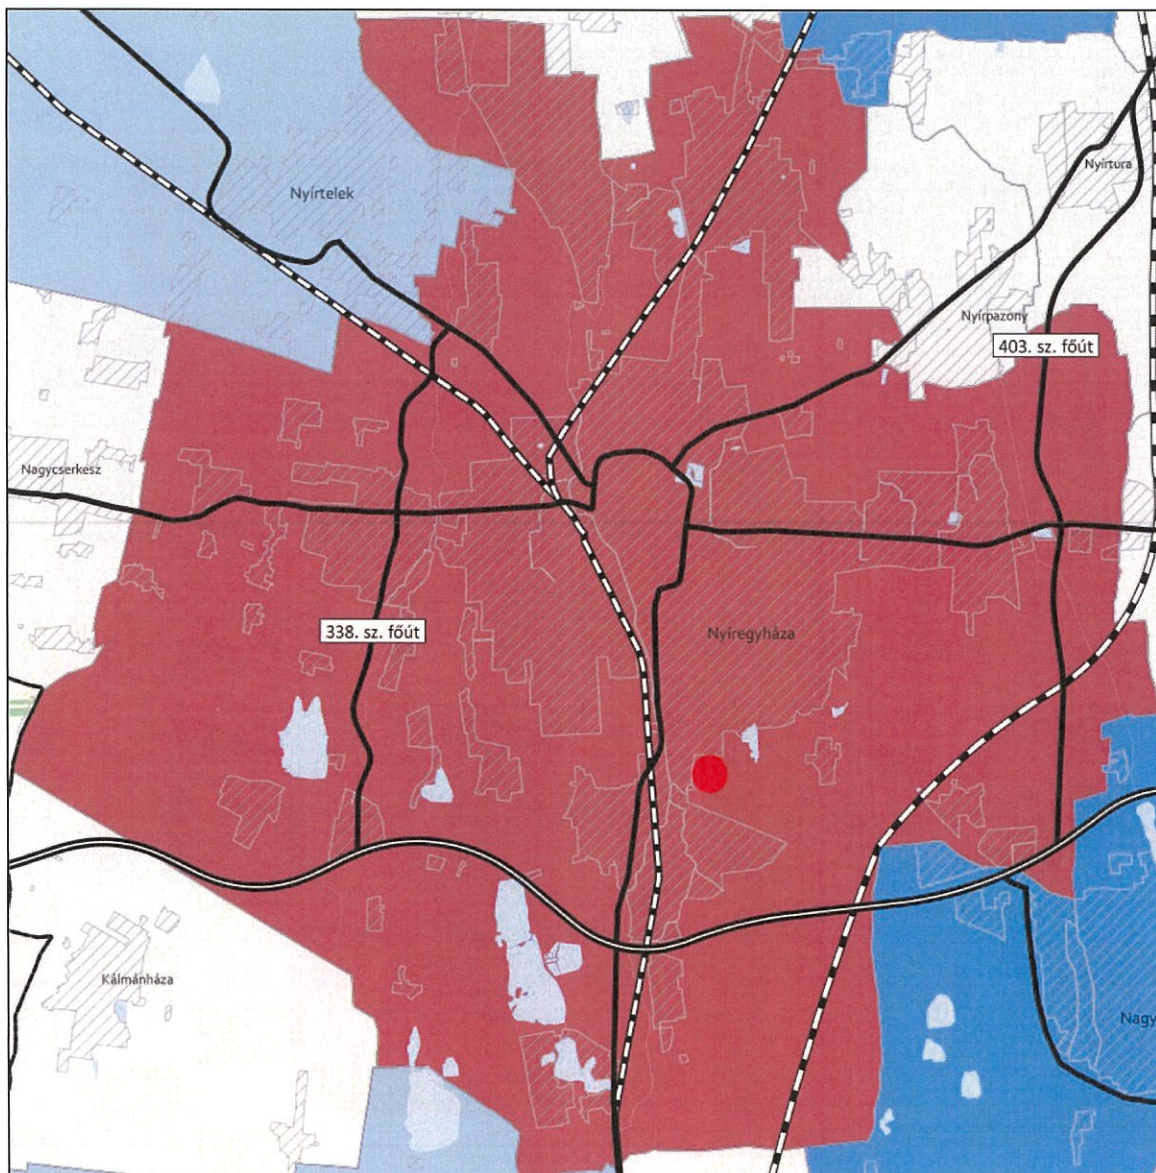 Nyírtelek
Nyírtura
Nyírpazony
403. sz. főút
Nagycserkesz
338. sz. főút
Nyíregyháza
Kálmánháza
Nagy